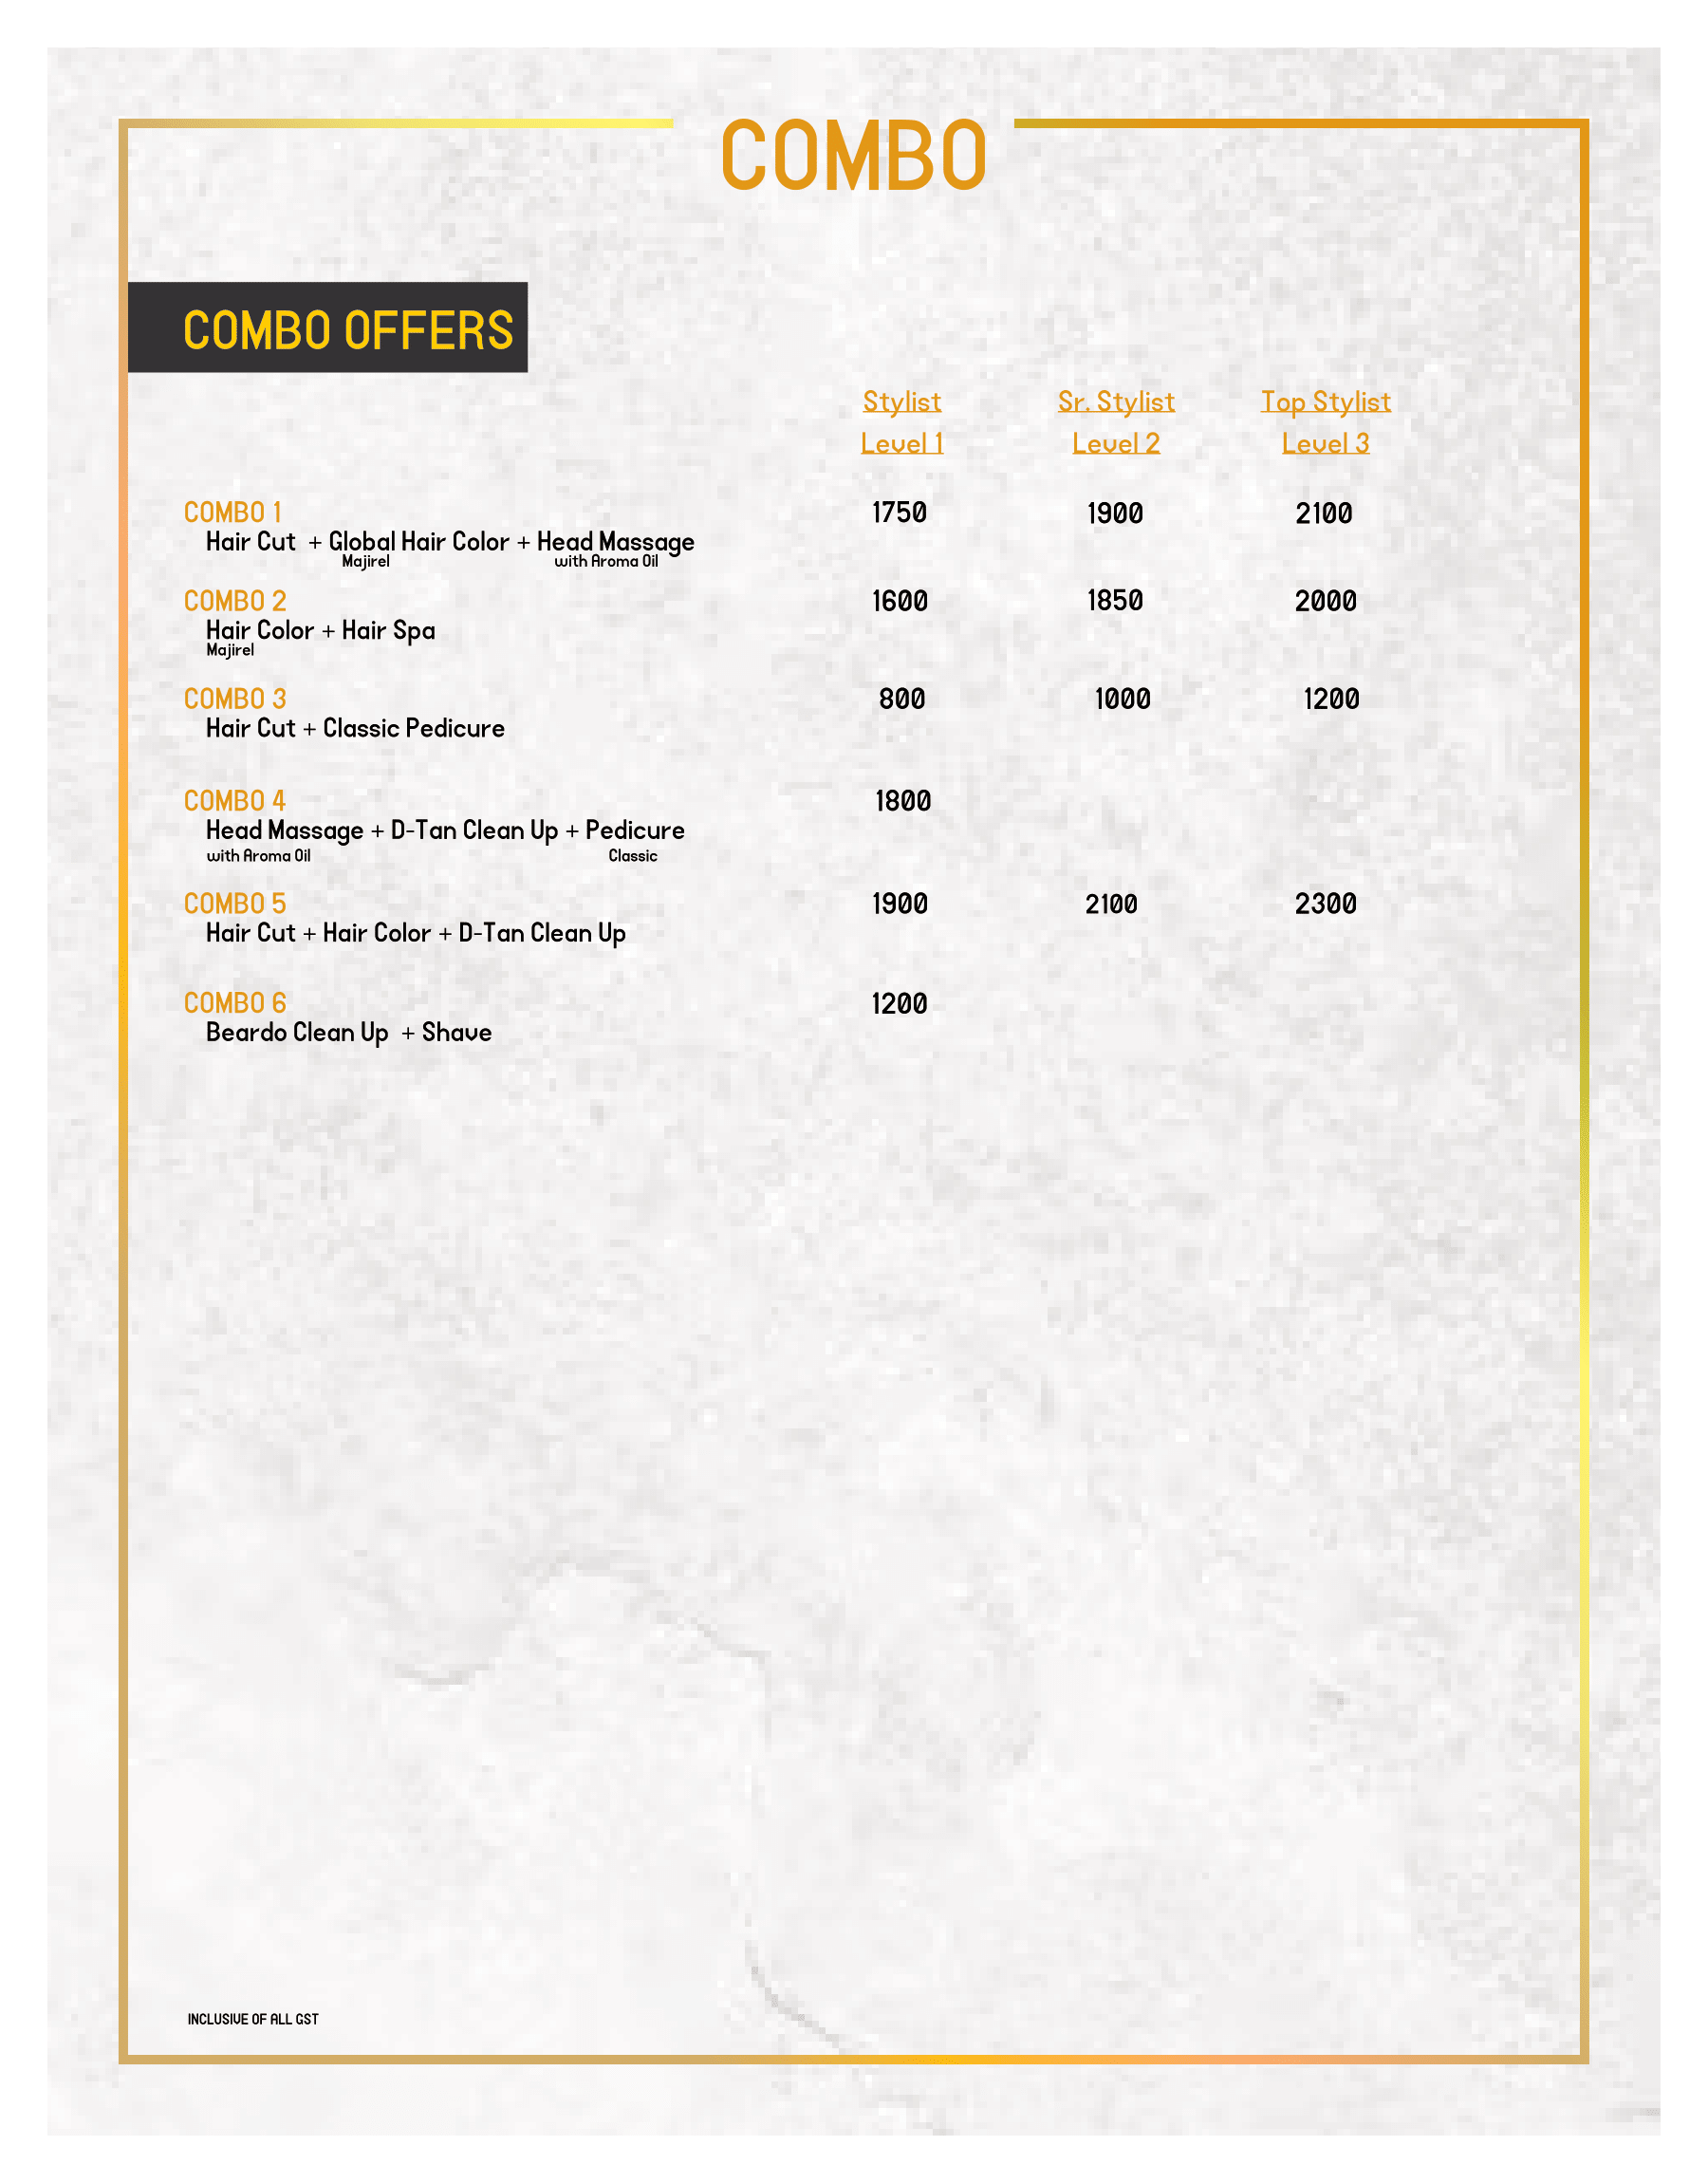 COMBO
COMBO OFFERS
Stylist Sr. Stylist Top Stylist
Level 1 Level 2 Level 3
COMBO 1 1750 1900 2100
Hair Cut + Global Hair Color + Head Massage
Majirel with Aroma Oil
COMBO 2 1600 1850 2000
Hair Color + Hair Spa
Majirel
COMBO 3 800 1000 1200
Hair Cut + Classic Pedicure
COMBO 4 1800
Head Massage + D-Tan Clean Up + Pedicure
with Aroma Oil Classic
COMBO 5 1900 2100 2300
Hair Cut + Hair Color + D-Tan Clean Up
COMBO 6 1200
Beardo Clean Up + Shave
INCLUSIVE OF ALL GST